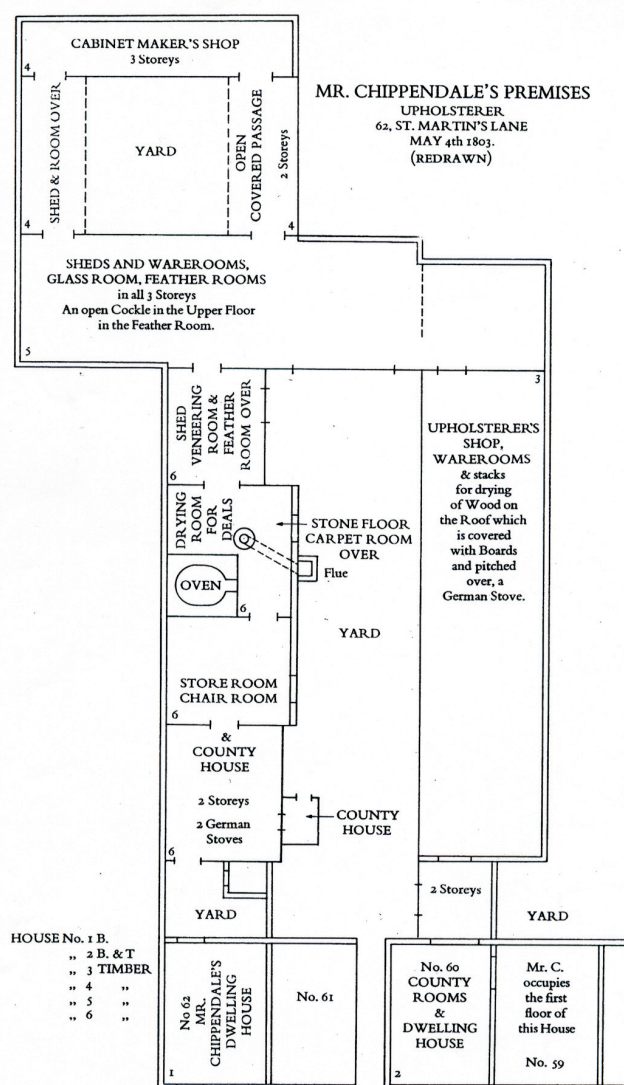 MR. CHIPPENDALE'S PREMISES
UPHOLSTERER
62, ST. MARTIN'S LANE
MAY 4th 1803.
(REDRAWN)
CABINET MAKER'S SHOP
3 Storeys
4
SHED & ROOM OVER
YARD
OPEN
COVERED PASSAGE
2 Storeys
4
4
SHEDS AND WAREROOMS,
GLASS ROOM, FEATHER ROOMS
in all 3 Storeys
An open Cockle in the Upper Floor
in the Feather Room.
5
3
SHED
VENEERING
ROOM &
FEATHER
ROOM OVER
6
UPHOLSTERER'S
SHOP,
WAREROOMS
& stacks
for drying
of Wood on
the Roof which
is covered
with Boards
and pitched
over, a
German Stove.
DRYING
ROOM
FOR
DEALS
STONE FLOOR
CARPET ROOM
OVER
Flue
OVEN
6
YARD
STORE ROOM
CHAIR ROOM
6
&
COUNTY
HOUSE
2 Storeys
2 German
Stoves
COUNTY
HOUSE
6
2 Storeys
YARD
YARD
HOUSE No. 1 B.
„ 2 B. & T
„ 3 TIMBER
„ 4 „
„ 5 „
„ 6 „
No 62
MR.
CHIPPENDALE'S
DWELLING
HOUSE
1
No. 61
No. 60
COUNTY
ROOMS
&
DWELLING
HOUSE
2
Mr. C.
occupies
the first
floor of
this House
No. 59